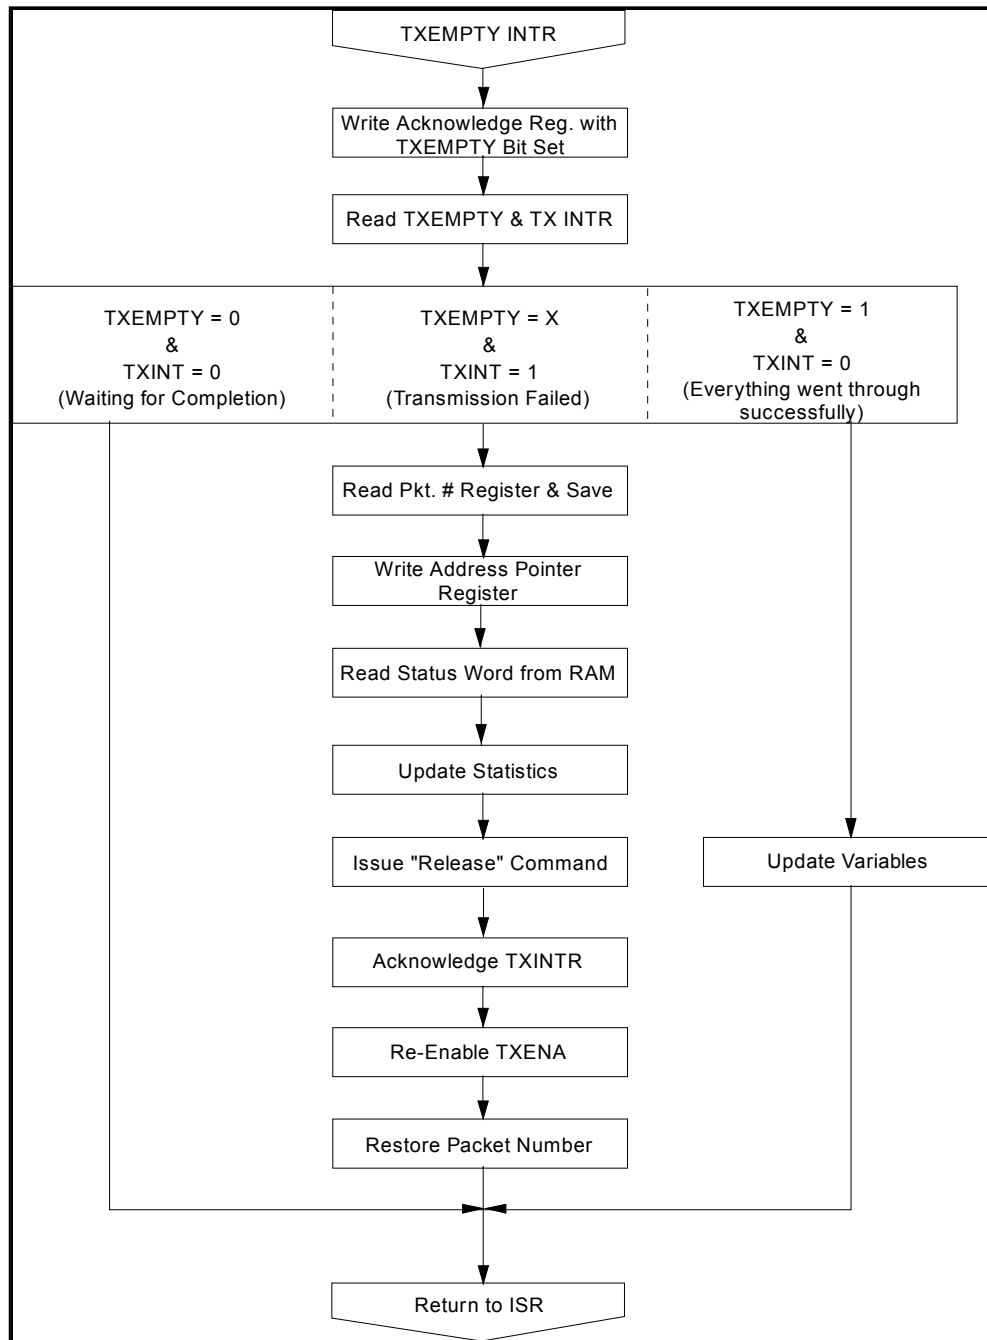 TXEMPTY INTR
Write Acknowledge Reg. with
TXEMPTY Bit Set
Read TXEMPTY & TX INTR
TXEMPTY = 0
&
TXINT = 0
(Waiting for Completion)
TXEMPTY = X
&
TXINT = 1
(Transmission Failed)
TXEMPTY = 1
&
TXINT = 0
(Everything went through
successfully)
Read Pkt. # Register & Save
Write Address Pointer
Register
Read Status Word from RAM
Update Statistics
Issue "Release" Command
Update Variables
Acknowledge TXINTR
Re-Enable TXENA
Restore Packet Number
Return to ISR